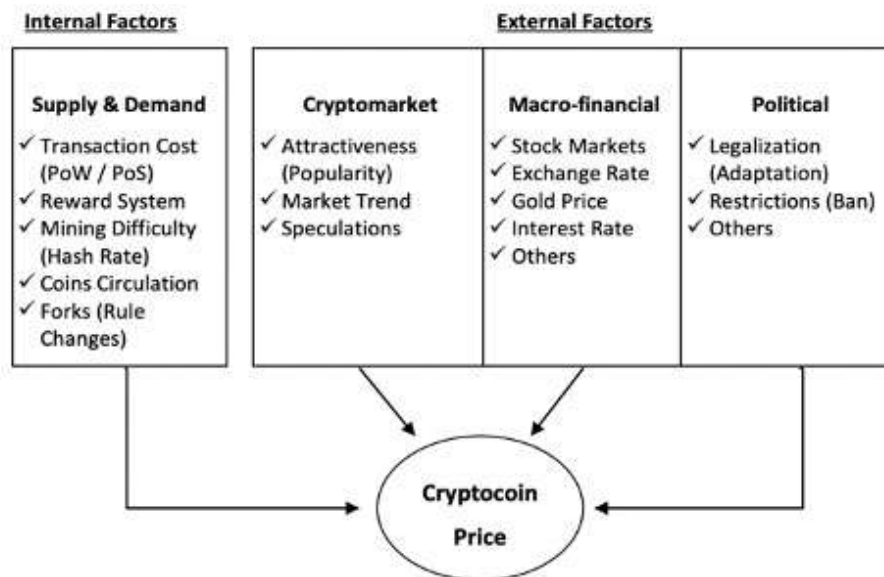 Internal Factors
External Factors
Supply & Demand
✓ Transaction Cost
(PoW / PoS)
✓ Reward System
✓ Mining Difficulty
(Hash Rate)
✓ Coins Circulation
✓ Forks (Rule
Changes)
Cryptomarket
✓ Attractiveness
(Popularity)
✓ Market Trend
✓ Speculations
Macro-financial
✓ Stock Markets
✓ Exchange Rate
✓ Gold Price
✓ Interest Rate
✓ Others
Political
✓ Legalization
(Adaptation)
✓ Restrictions (Ban)
✓ Others
Cryptocoin
Price